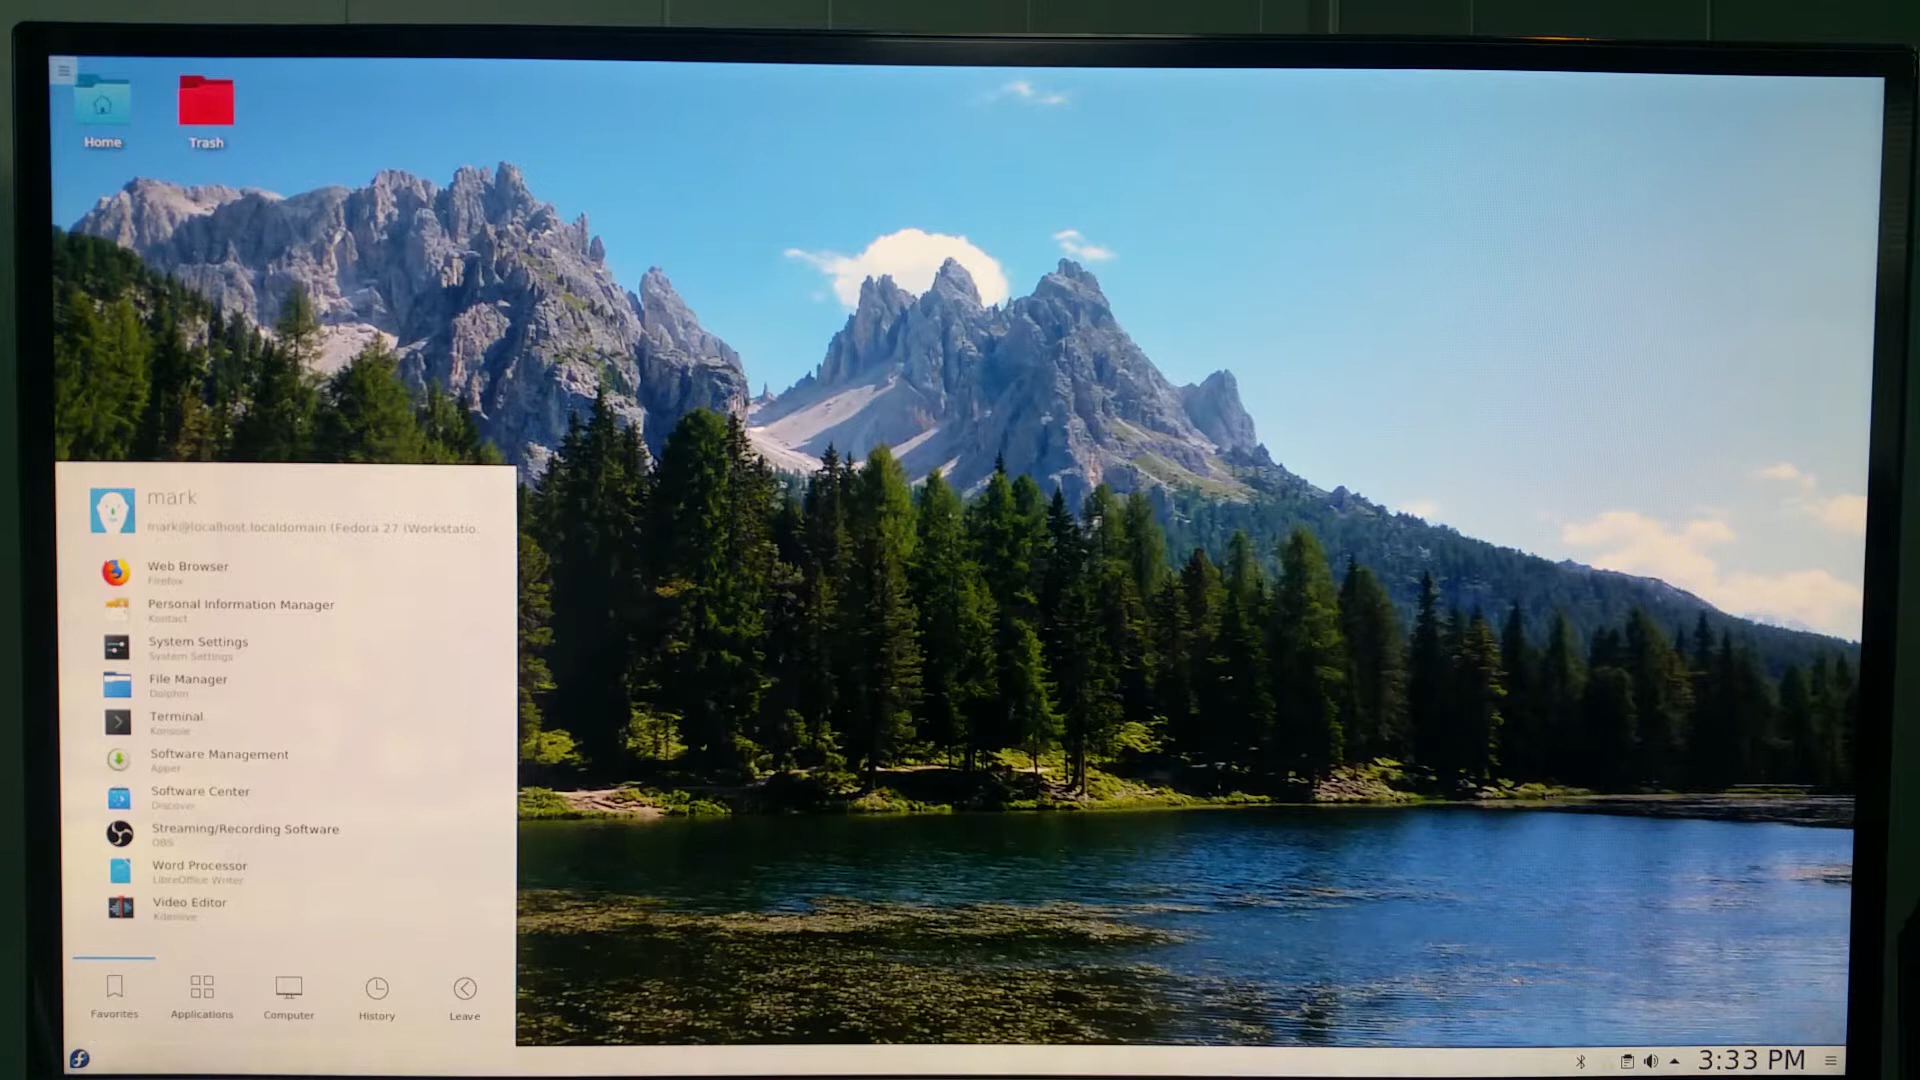 Home
Trash
mark
mark@localhost.localdomain (Fedora 27 (Workstatio.
Web Browser
Firefox
Personal Information Manager
Kontact
System Settings
System Settings
File Manager
Dolphin
Terminal
Konsole
Software Management
Apper
Software Center
Discover
Streaming/Recording Software
OBS
Word Processor
LibreOffice Writer
Video Editor
Kdenlive
Favorites
Applications
Computer
History
Leave
3:33 PM